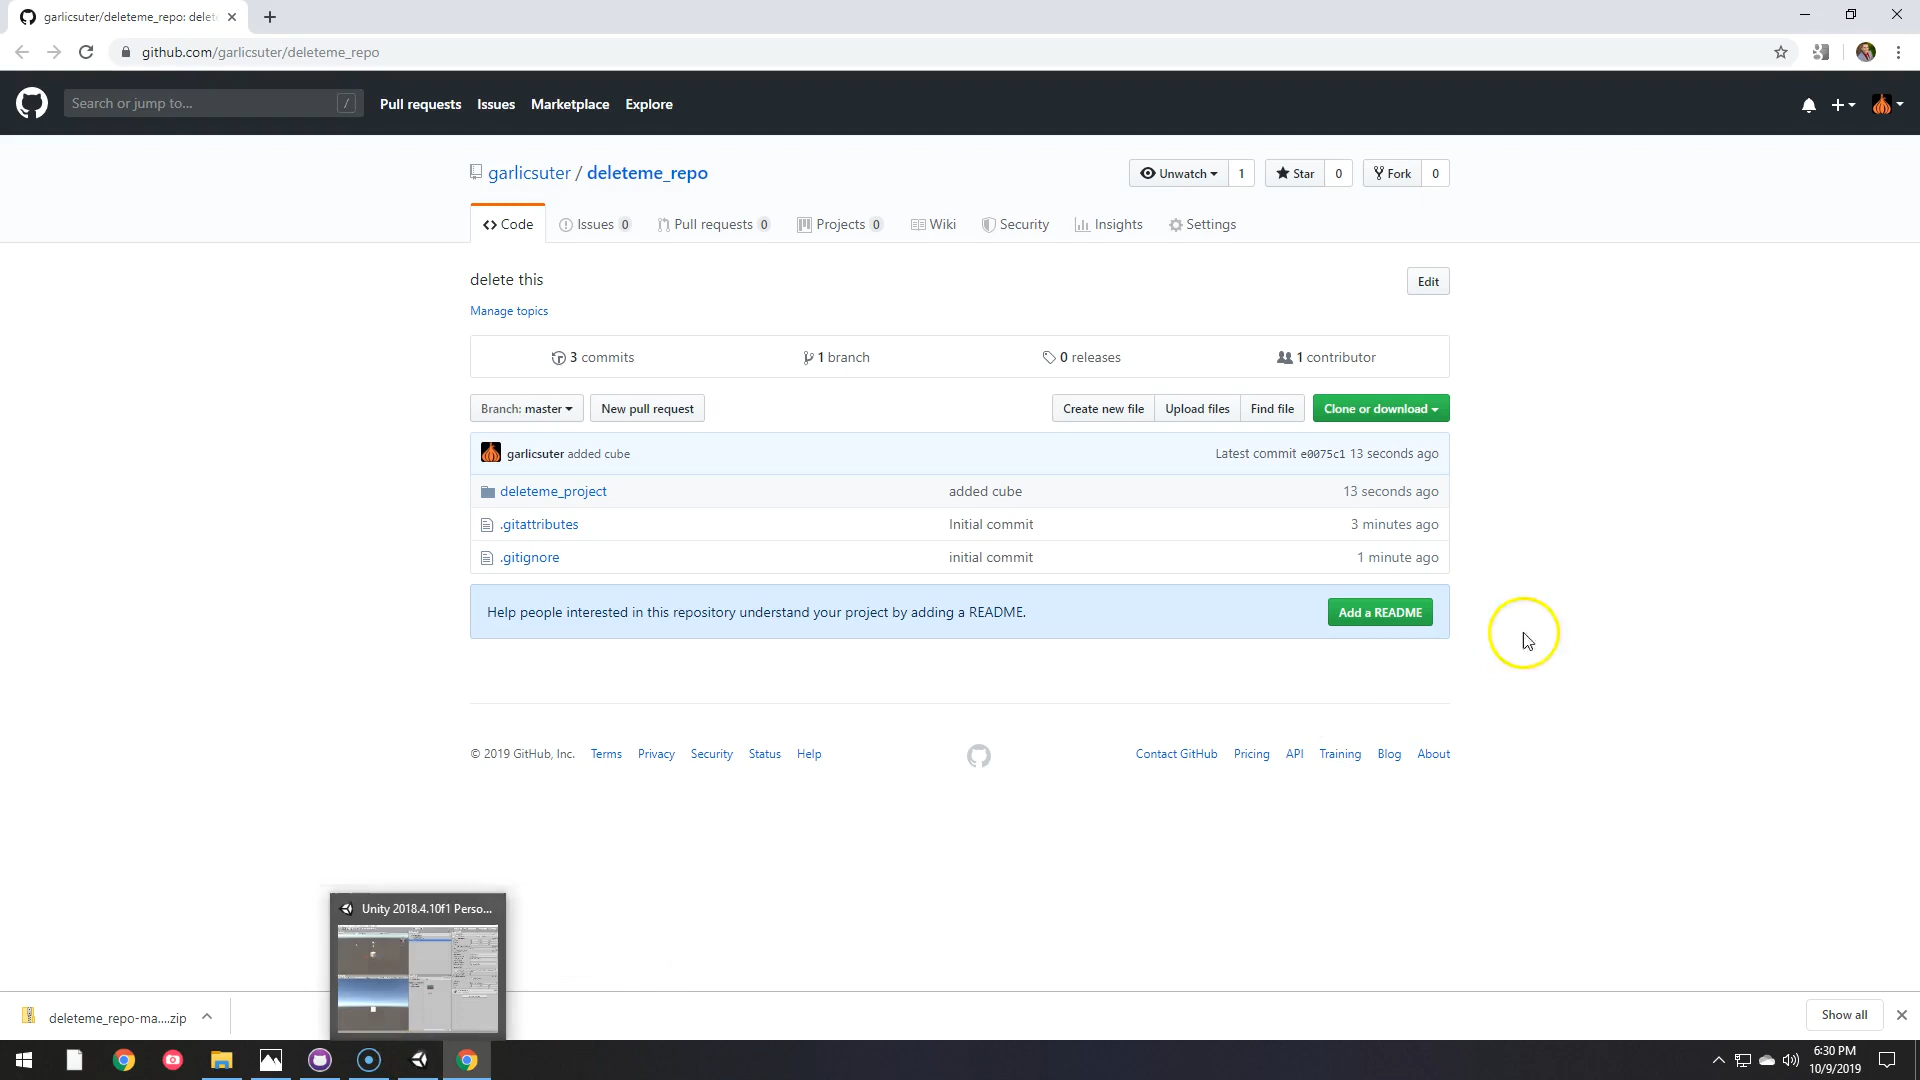 garlicsuter/deleteme_repo: delet
github.com/garlicsuter/deleteme_repo
Search or jump to... /
Pull requests Issues Marketplace Explore
garlicsuter / deleteme_repo
Unwatch 1 Star 0 Fork 0
Code Issues 0 Pull requests 0 Projects 0 Wiki Security Insights Settings
delete this
Edit
Manage topics
3 commits 1 branch 0 releases 1 contributor
Branch: master New pull request Create new file Upload files Find file Clone or download
garlicsuter added cube Latest commit e0075c1 13 seconds ago
deleteme_project added cube 13 seconds ago
.gitattributes Initial commit 3 minutes ago
.gitignore initial commit 1 minute ago
Help people interested in this repository understand your project by adding a README. Add a README
© 2019 GitHub, Inc. Terms Privacy Security Status Help Contact GitHub Pricing API Training Blog About
Unity 2018.4.10f1 Perso...
deleteme_repo-ma....zip Show all
6:30 PM
10/9/2019